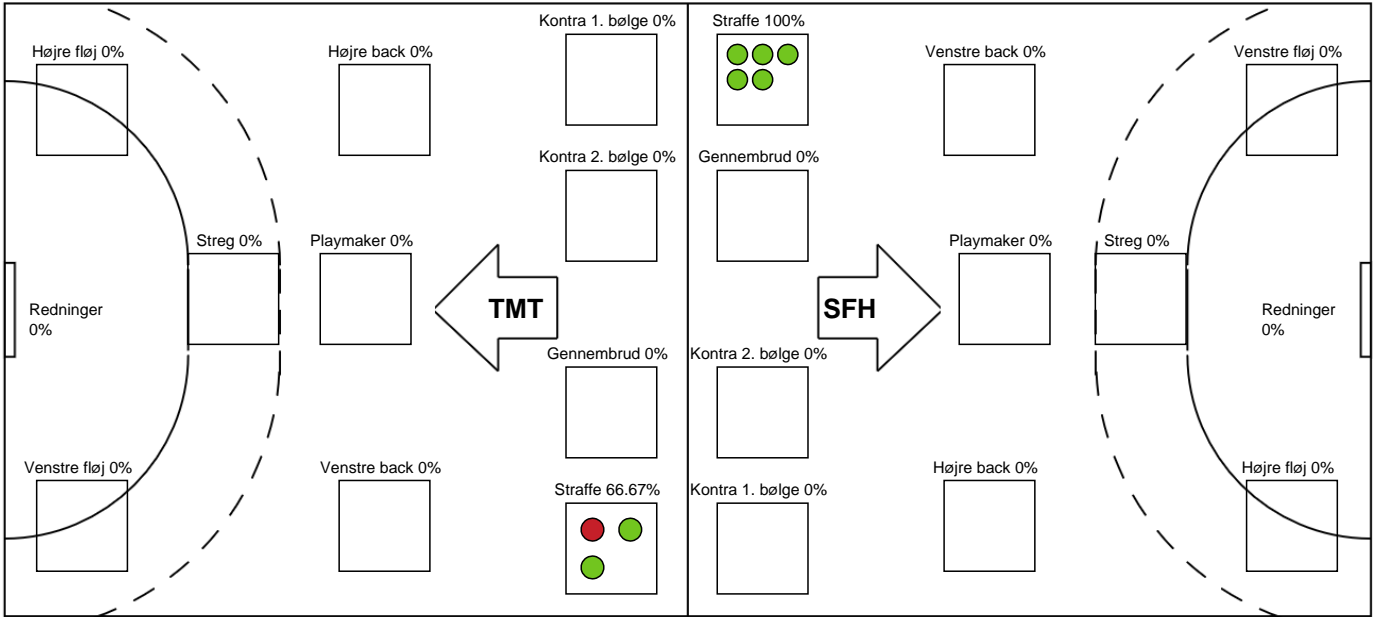 Kontra 1. bølge 0%
Straffe 100%
Højre fløj 0%
Højre back 0%
Venstre back 0%
Venstre fløj 0%
Kontra 2. bølge 0%
Gennembrud 0%
Streg 0%
Playmaker 0%
Playmaker 0%
Streg 0%
Redninger
0%
TMT
SFH
Redninger
0%
Gennembrud 0%
Kontra 2. bølge 0%
Venstre fløj 0%
Venstre back 0%
Højre back 0%
Højre fløj 0%
Straffe 66.67%
Kontra 1. bølge 0%